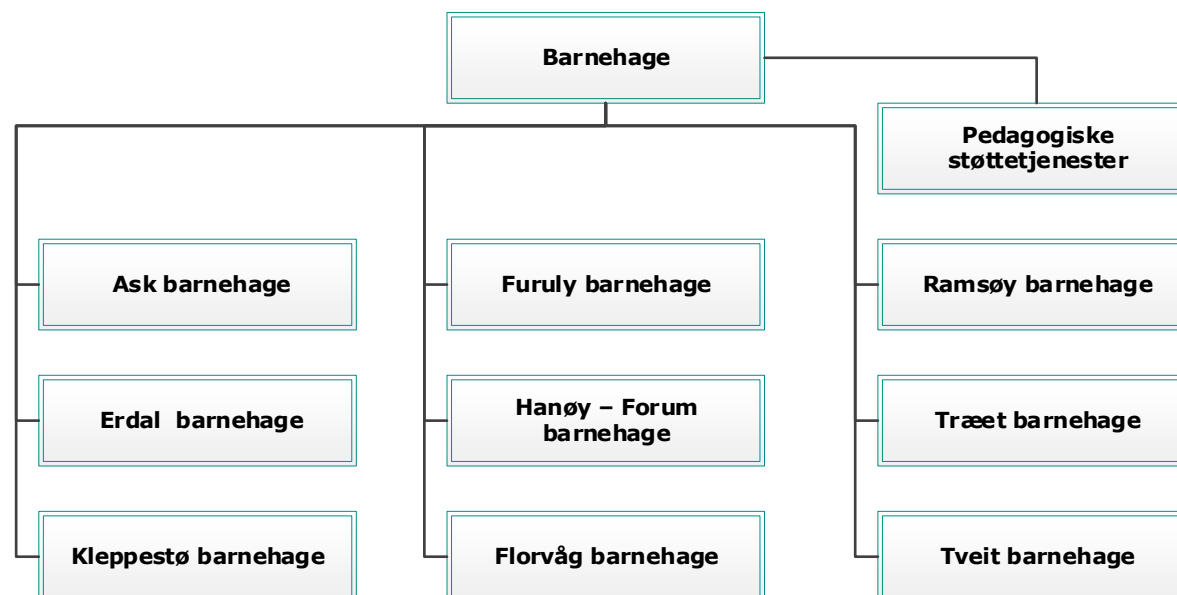 Barnehage
Pedagogiske
støttetjenester
Ask barnehage
Furuly barnehage
Ramsøy barnehage
Erdal  barnehage
Hanøy – Forum
barnehage
Træet barnehage
Kleppestø barnehage
Florvåg barnehage
Tveit barnehage